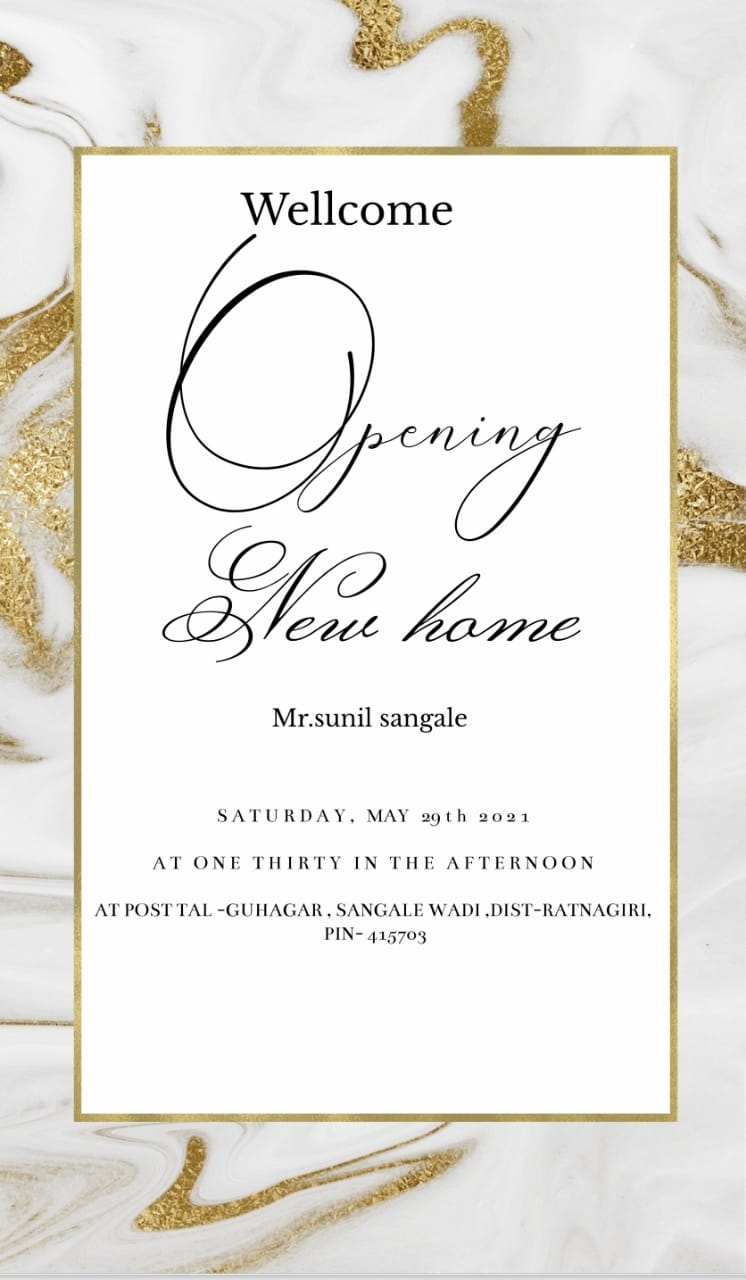 Wellcome
Opening
New home
Mr.sunil sangale
SATURDAY, MAY 29th 2021
AT ONE THIRTY IN THE AFTERNOON
AT POST TAL -GUHAGAR , SANGALE WADI ,DIST-RATNAGIRI,
PIN- 415703